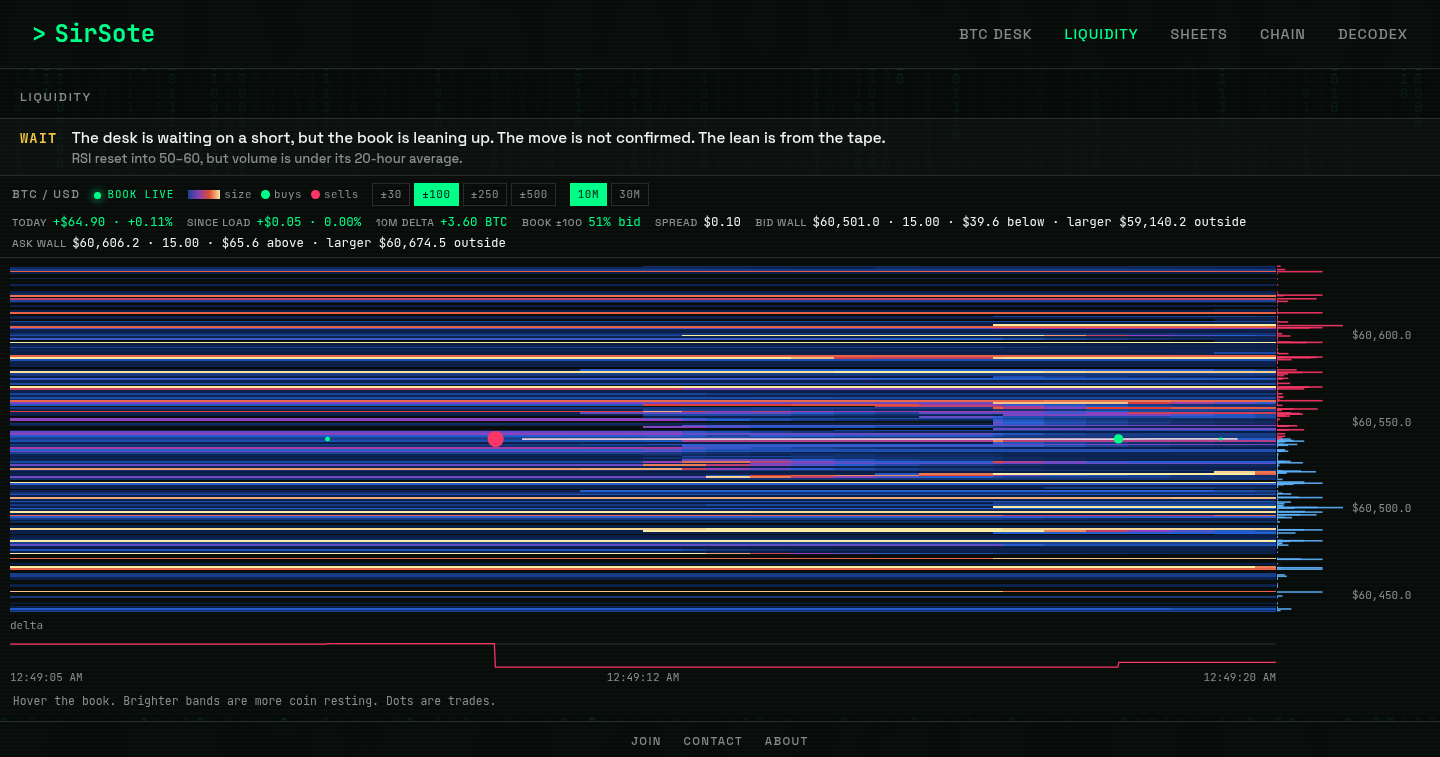 > SirSote
BTC DESK LIQUIDITY SHEETS CHAIN DECODEX
LIQUIDITY
WAIT The desk is waiting on a short, but the book is leaning up. The move is not confirmed. The lean is from the tape.
RSI reset into 50–60, but volume is under its 20-hour average.
BTC / USD BOOK LIVE size buys sells ±30 ±100 ±250 ±500 10M 30M
TODAY +$64.90 · +0.11% SINCE LOAD +$0.05 · 0.00% 10M DELTA +3.60 BTC BOOK ±100 51% bid SPREAD $0.10 BID WALL $60,501.0 · 15.00 · $39.6 below · larger $59,140.2 outside
ASK WALL $60,606.2 · 15.00 · $65.6 above · larger $60,674.5 outside
$60,600.0
$60,550.0
$60,500.0
$60,450.0
delta
12:49:05 AM 12:49:12 AM 12:49:20 AM
Hover the book. Brighter bands are more coin resting. Dots are trades.
JOIN CONTACT ABOUT